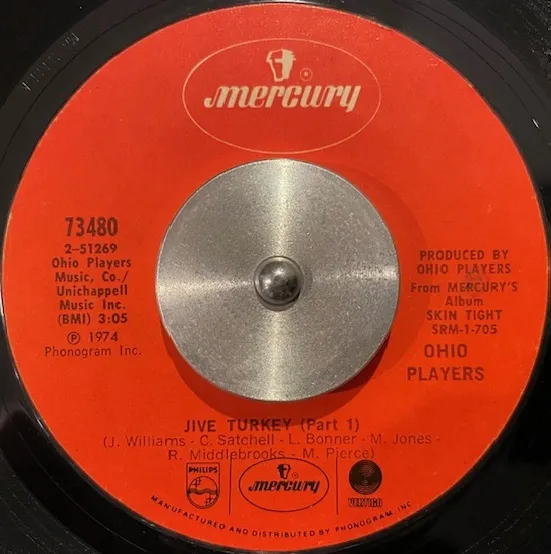 mercury
73480
2-51269
Ohio Players
Music, Co./
Unichappell
Music Inc.
(BMI) 3:05
℗ 1974
Phonogram Inc.
PRODUCED BY
OHIO PLAYERS
From MERCURY'S
Album
SKIN TIGHT
SRM-1-705
OHIO
PLAYERS
JIVE TURKEY (Part 1)
(J. Williams - C. Satchell - L. Bonner - M. Jones -
R. Middlebrooks - M. Pierce)
PHILIPS
mercury
VERTIGO
MANUFACTURED AND DISTRIBUTED BY PHONOGRAM, INC